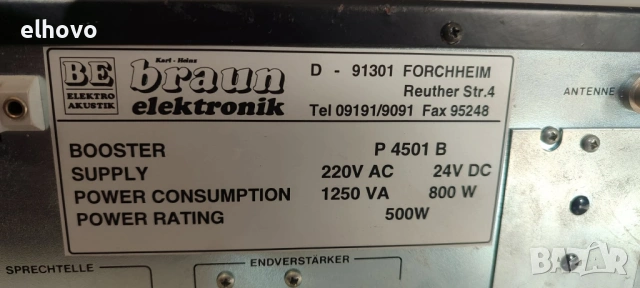 elhovo
BE
ELEKTRO
AKUSTIK
Karl - Heinz
braun
elektronik
D - 91301 FORCHHEIM
Reuther Str.4
Tel 09191/9091 Fax 95248
ANTENNE
BOOSTER P 4501 B
SUPPLY 220V AC 24V DC
POWER CONSUMPTION 1250 VA 800 W
POWER RATING 500W
SPRECHTELLE
ENDVERSTÄRKER
BAZAR